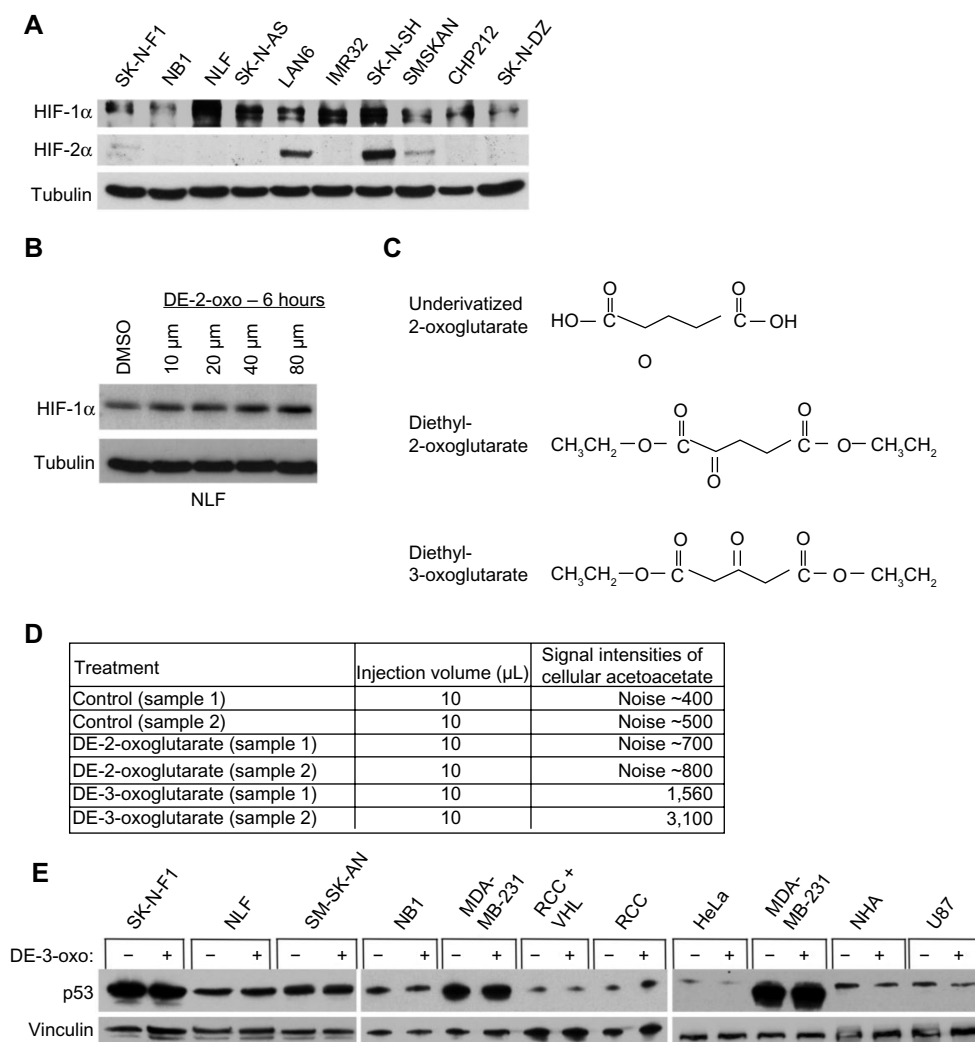 A
SK-N-F1 NB1 NLF SK-N-AS LAN6 IMR32 SK-N-SH SMSKAN CHP212 SK-N-DZ
HIF-1α
HIF-2α
Tubulin
B
DE-2-oxo – 6 hours
DMSO 10 µm 20 µm 40 µm 80 µm
HIF-1α
Tubulin
NLF
C
Underivatized
2-oxoglutarate
O O
HO C C OH
O
Diethyl-
2-oxoglutarate
O O
CH₃CH₂ O C C O CH₃CH₂
O
Diethyl-
3-oxoglutarate
O O O
CH₃CH₂ O C C O CH₃CH₂
D
Treatment Injection volume (µL) Signal intensities of
cellular acetoacetate
Control (sample 1) 10 Noise ~400
Control (sample 2) 10 Noise ~500
DE-2-oxoglutarate (sample 1) 10 Noise ~700
DE-2-oxoglutarate (sample 2) 10 Noise ~800
DE-3-oxoglutarate (sample 1) 10 1,560
DE-3-oxoglutarate (sample 2) 10 3,100
E
SK-N-F1 NLF SM-SK-AN NB1 MDA-MB-231 RCC + VHL RCC HeLa MDA-MB-231 NHA U87
DE-3-oxo: – + – + – + – + – + – + – + – + – + – + – +
p53
Vinculin